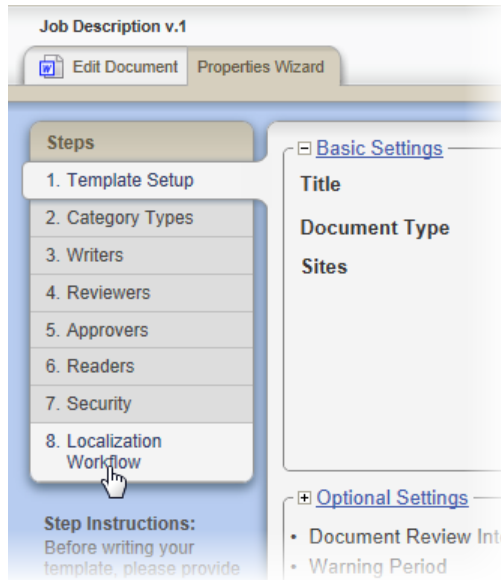 Job Description v.1
Edit Document
Properties Wizard
Steps
1. Template Setup
2. Category Types
3. Writers
4. Reviewers
5. Approvers
6. Readers
7. Security
8. Localization
Workflow
Step Instructions:
Before writing your
template, please provide
Basic Settings
Title
Document Type
Sites
Optional Settings
• Document Review Int
• Warning Period